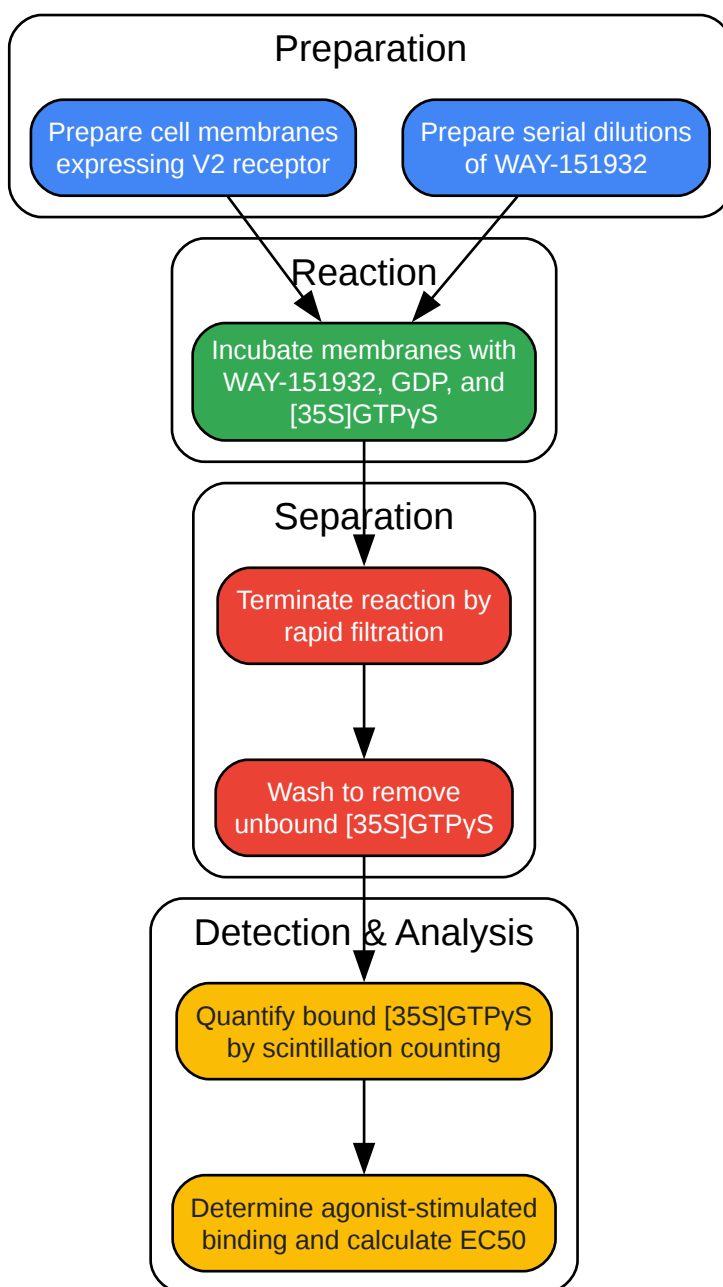 Preparation
Prepare cell membranes
expressing V2 receptor
Prepare serial dilutions
of WAY-151932
Reaction
Incubate membranes with
WAY-151932, GDP, and
[35S]GTPγS
Separation
Terminate reaction by
rapid filtration
Wash to remove
unbound [35S]GTPγS
Detection & Analysis
Quantify bound [35S]GTPγS
by scintillation counting
Determine agonist-stimulated
binding and calculate EC50